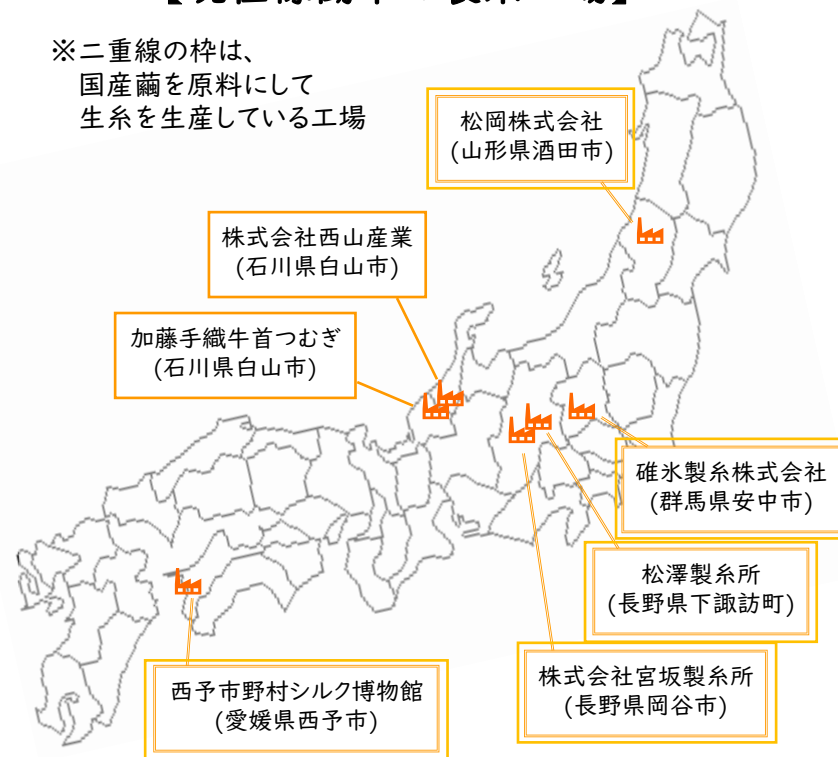 ※二重線の枠は、
国産繭を原料にして
生糸を生産している工場
松岡株式会社
(山形県酒田市)
株式会社西山産業
(石川県白山市)
加藤手織牛首つむぎ
(石川県白山市)
碓氷製糸株式会社
(群馬県安中市)
松澤製糸所
(長野県下諏訪町)
株式会社宮坂製糸所
(長野県岡谷市)
西予市野村シルク博物館
(愛媛県西予市)